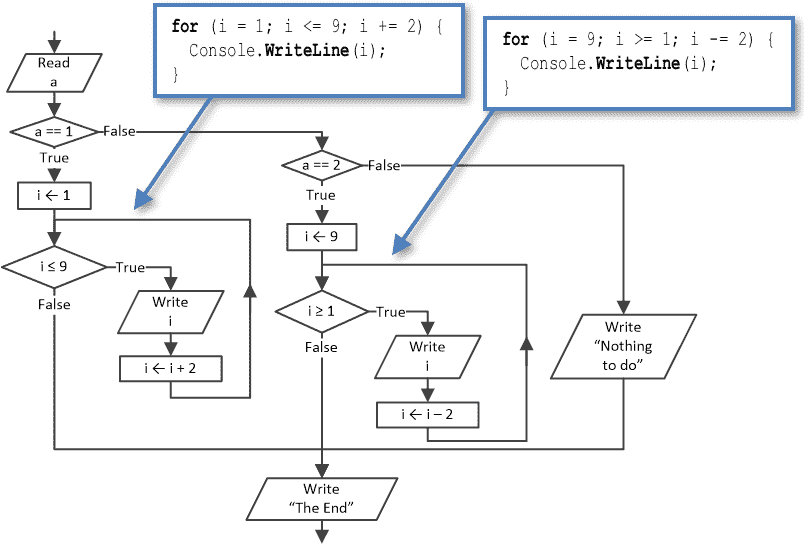 for (i = 1; i <= 9; i += 2) {
Console.WriteLine(i);
}
for (i = 9; i >= 1; i -= 2) {
Console.WriteLine(i);
}
Read
a
a == 1
False
True
a == 2
False
True
i ← 1
i ← 9
i ≤ 9
True
False
Write
i
i ← i + 2
i ≥ 1
True
False
Write
i
i ← i – 2
Write
“Nothing
to do”
Write
“The End”